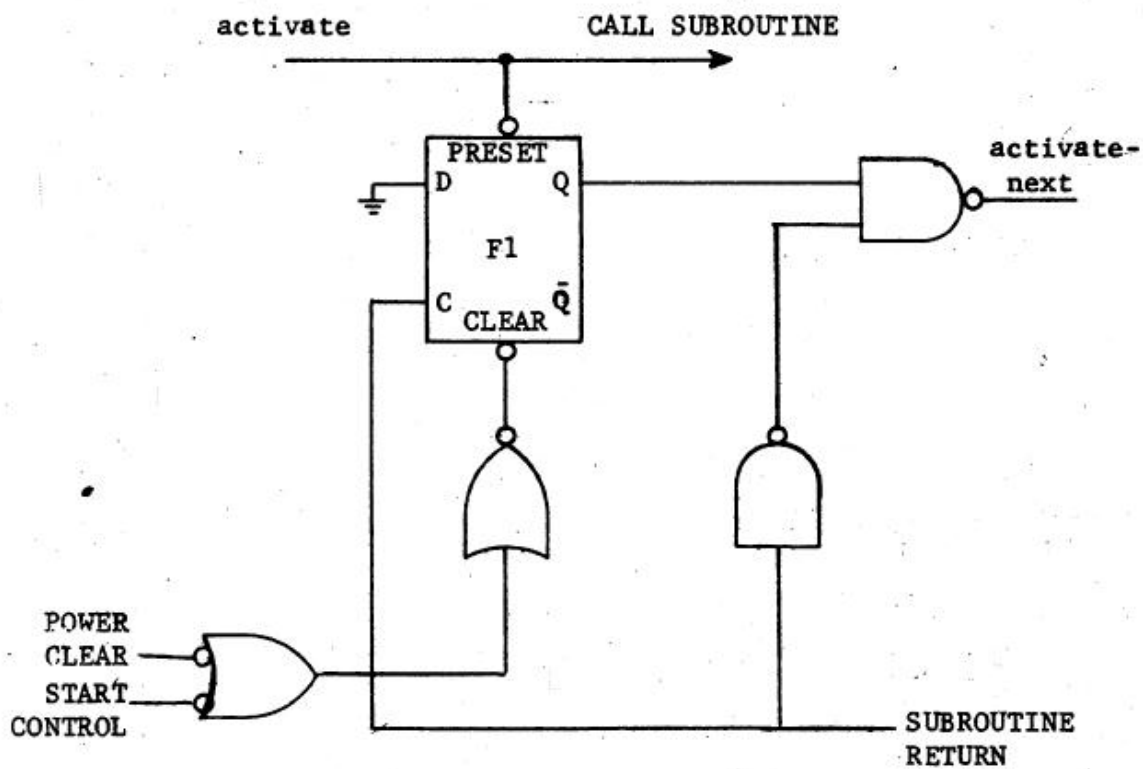 activate CALL SUBROUTINE
PRESET
D Q
F1
C Q̄
CLEAR
activate-
next
POWER
CLEAR
START
CONTROL
SUBROUTINE
RETURN